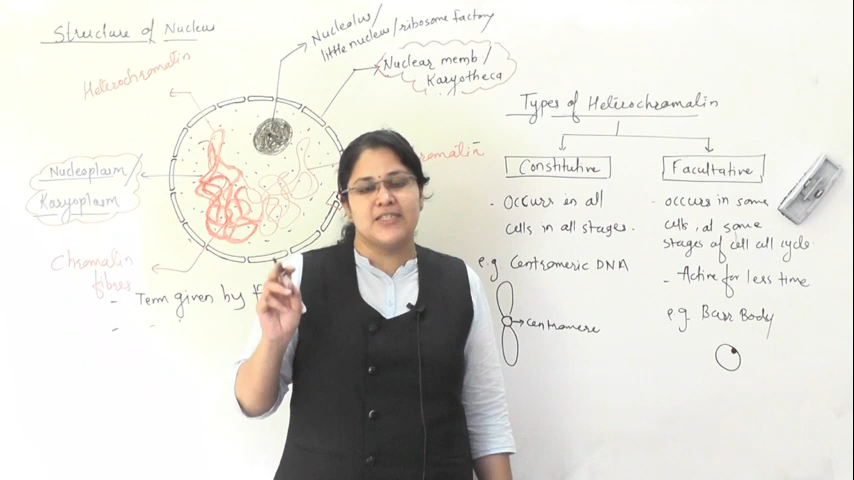 Structure of Nucleus
Nucleolus/
little nucleus/ribosome factory
Nuclear memb/
Karyotheca
Heterochromatin
Nucleoplasm/
Karyoplasm
Chromatin
fibres
- Term given by
romatin
Types of Heterochromatin
Constitutive
- occurs in all
cells in all stages.
e.g Centromeric DNA
centromere
Facultative
- occurs in some
cells, at some
stages of cell cycle.
- Active for less time
e.g. Barr Body